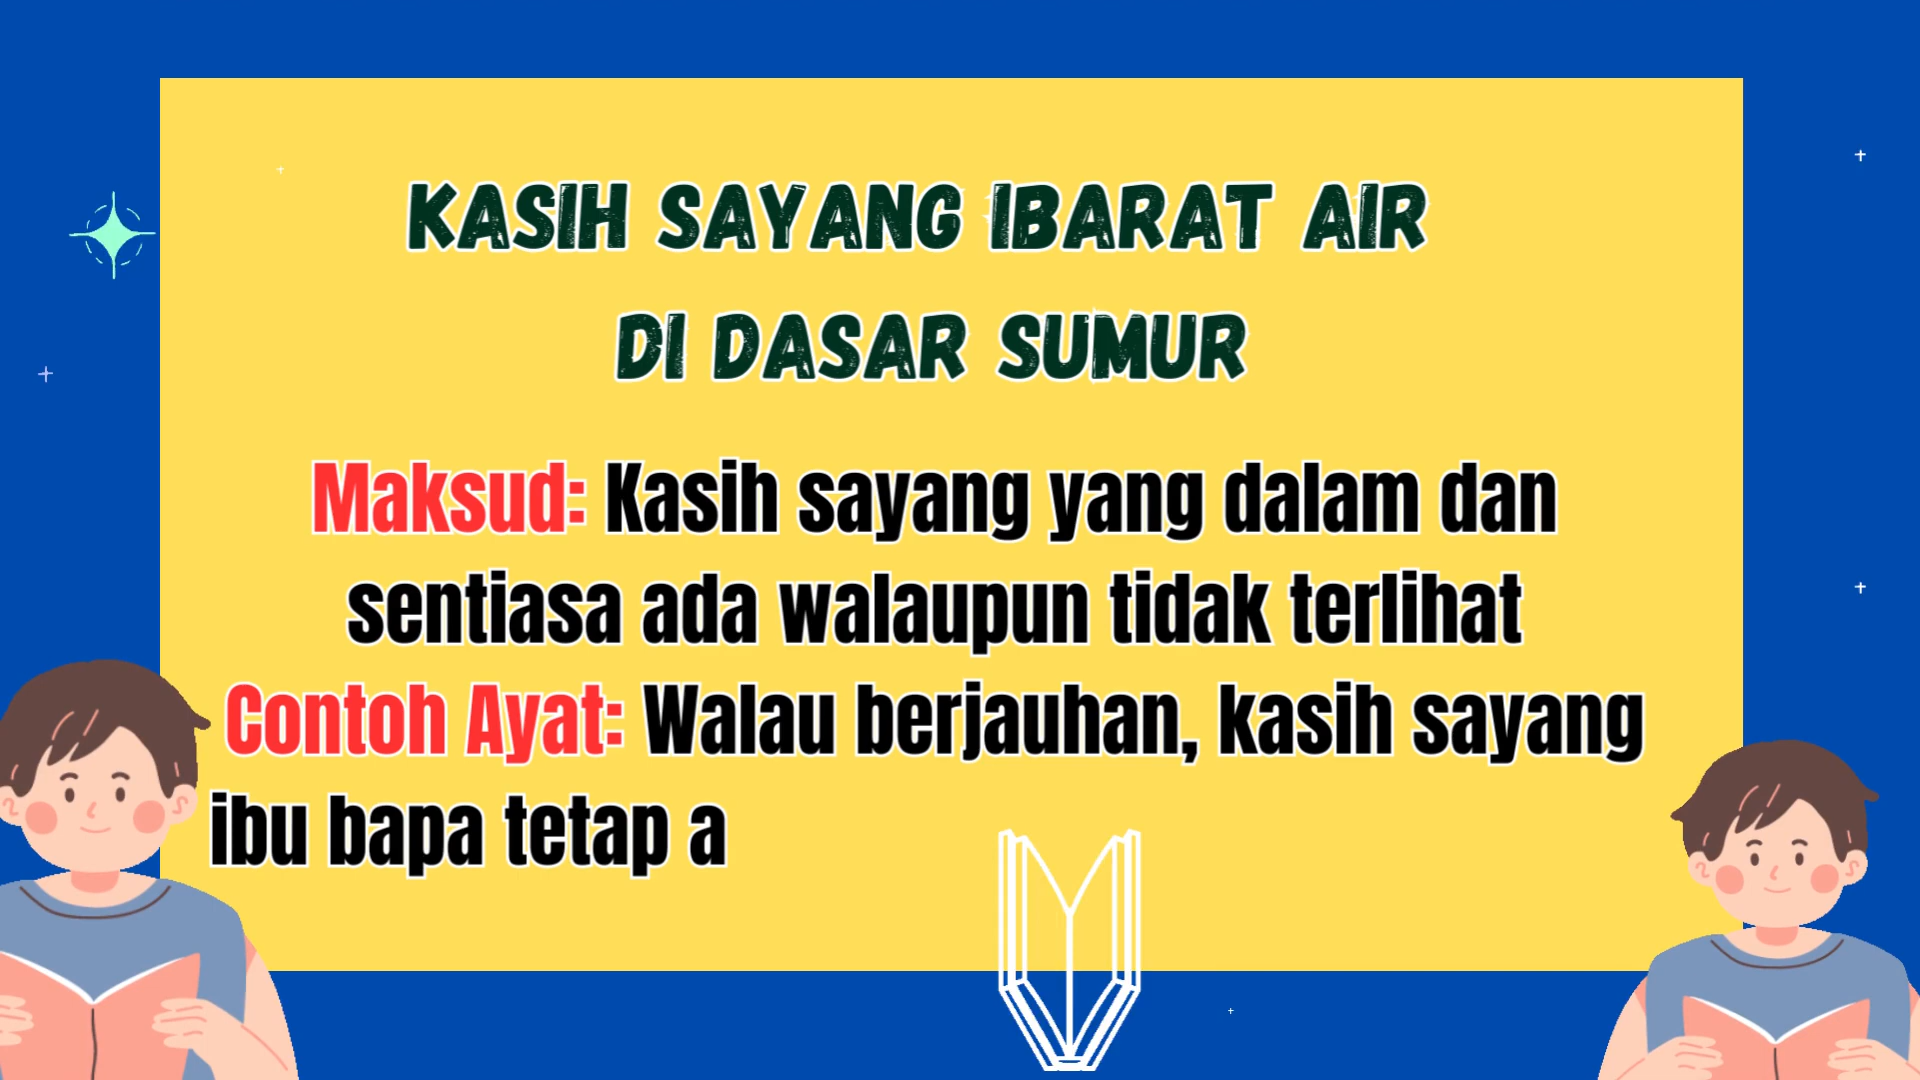 KASIH SAYANG IBARAT AIR
DI DASAR SUMUR
Maksud: Kasih sayang yang dalam dan
sentiasa ada walaupun tidak terlihat
Contoh Ayat: Walau berjauhan, kasih sayang
ibu bapa tetap a